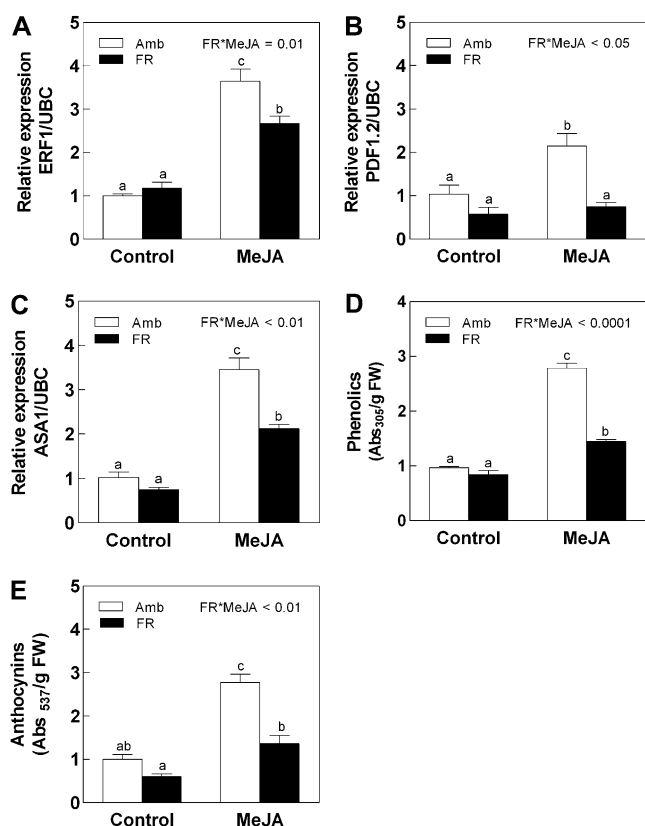 A
Relative expression
ERF1/UBC
5
4
3
2
1
0
Amb
FR
FR*MeJA = 0.01
a
a
c
b
Control
MeJA
B
Relative expression
PDF1.2/UBC
5
4
3
2
1
0
Amb
FR
FR*MeJA < 0.05
a
a
b
a
Control
MeJA
C
Relative expression
ASA1/UBC
5
4
3
2
1
0
Amb
FR
FR*MeJA < 0.01
a
a
c
b
Control
MeJA
D
Phenolics
(Abs305/g FW)
4
3
2
1
0
Amb
FR
FR*MeJA < 0.0001
a
a
c
b
Control
MeJA
E
Anthocynins
(Abs 537/g FW)
5
4
3
2
1
0
Amb
FR
FR*MeJA < 0.01
ab
a
c
b
Control
MeJA